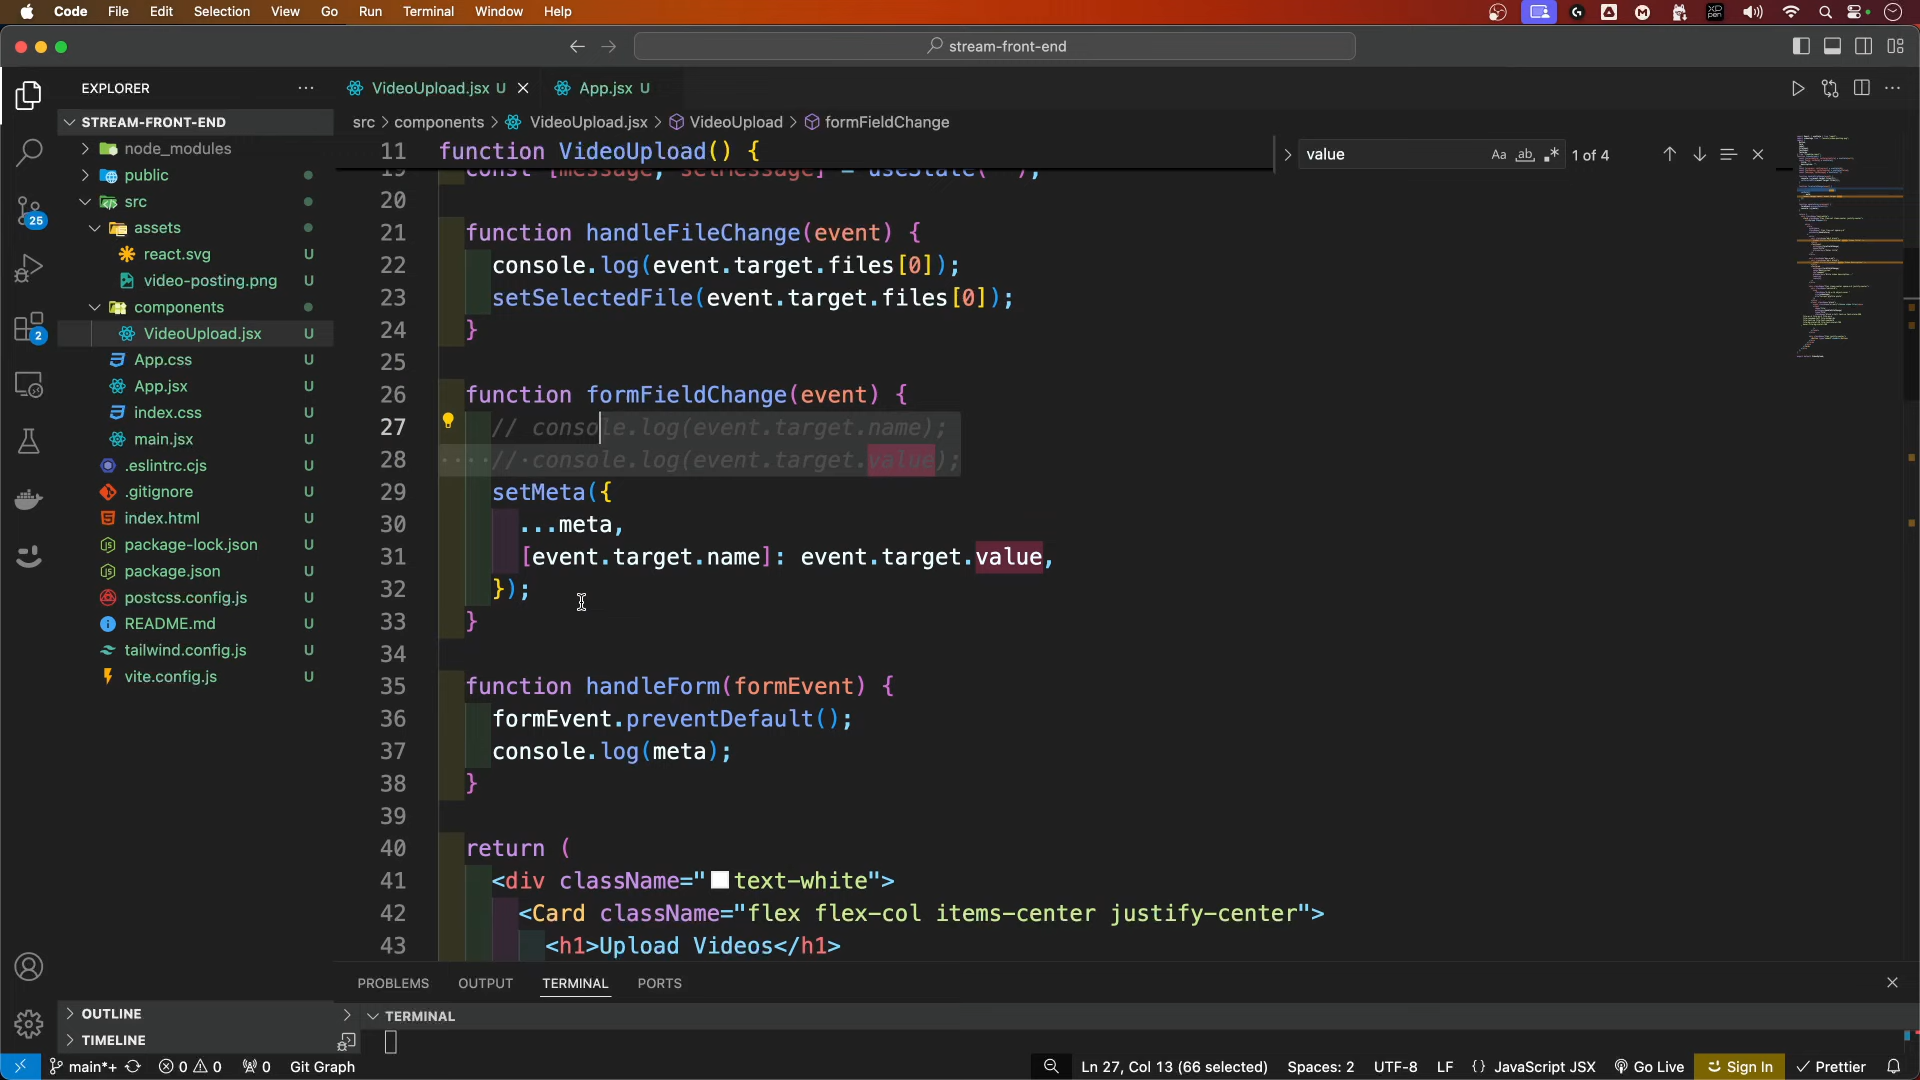 Code File Edit Selection View Go Run Terminal Window Help
stream-front-end
EXPLORER
VideoUpload.jsx U
App.jsx U
STREAM-FRONT-END
src > components > VideoUpload.jsx > VideoUpload > formFieldChange
node_modules
public
src
assets
react.svg U
video-posting.png U
components
VideoUpload.jsx U
App.css U
App.jsx U
index.css U
main.jsx U
.eslintrc.cjs U
.gitignore U
index.html U
package-lock.json U
package.json U
postcss.config.js U
README.md U
tailwind.config.js U
vite.config.js U
25
2
OUTLINE
TIMELINE
value
Aa ab .*
1 of 4
11 function VideoUpload() {
19 const [message, setMessage] = useState("");
20
21 function handleFileChange(event) {
22 console.log(event.target.files[0]);
23 setSelectedFile(event.target.files[0]);
24 }
25
26 function formFieldChange(event) {
27 // console.log(event.target.name);
28 // console.log(event.target.value);
29 setMeta({
30 ...meta,
31 [event.target.name]: event.target.value,
32 });
33 }
34
35 function handleForm(formEvent) {
36 formEvent.preventDefault();
37 console.log(meta);
38 }
39
40 return (
41 <div className="text-white">
42 <Card className="flex flex-col items-center justify-center">
43 <h1>Upload Videos</h1>
PROBLEMS OUTPUT TERMINAL PORTS
TERMINAL
main*+ 0 0 0 Git Graph
Ln 27, Col 13 (66 selected) Spaces: 2 UTF-8 LF {} JavaScript JSX Go Live Sign In Prettier